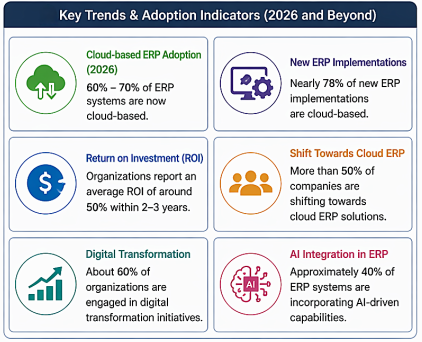 Key Trends & Adoption Indicators (2026 and Beyond)
Cloud-based ERP Adoption
(2026)
60% – 70% of ERP
systems are now
cloud-based.
New ERP Implementations
Nearly 78% of new ERP
implementations
are cloud-based.
Return on Investment (ROI)
Organizations report an
average ROI of around
50% within 2–3 years.
Shift Towards Cloud ERP
More than 50% of
companies are
shifting towards
cloud ERP solutions.
Digital Transformation
About 60% of
organizations are
engaged in digital
transformation initiatives.
AI Integration in ERP
AI
Approximately 40% of
ERP systems are
incorporating AI-driven
capabilities.